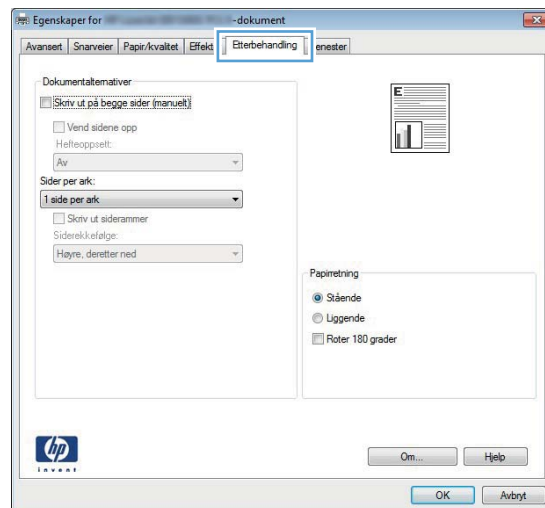 Egenskaper for -dokument
Avansert Snarveier Papir/kvalitet Effekt Etterbehandling enester
Dokumentalternativer
Skriv ut på begge sider (manuelt)
Vend sidene opp
Hefteoppsett:
Av
Sider per ark:
1 side per ark
Skriv ut siderammer
Siderekkefølge:
Høyre, deretter ned
E
Papirretning
Stående
Liggende
Roter 180 grader
hp
invent
Om... Hjelp
OK Avbryt